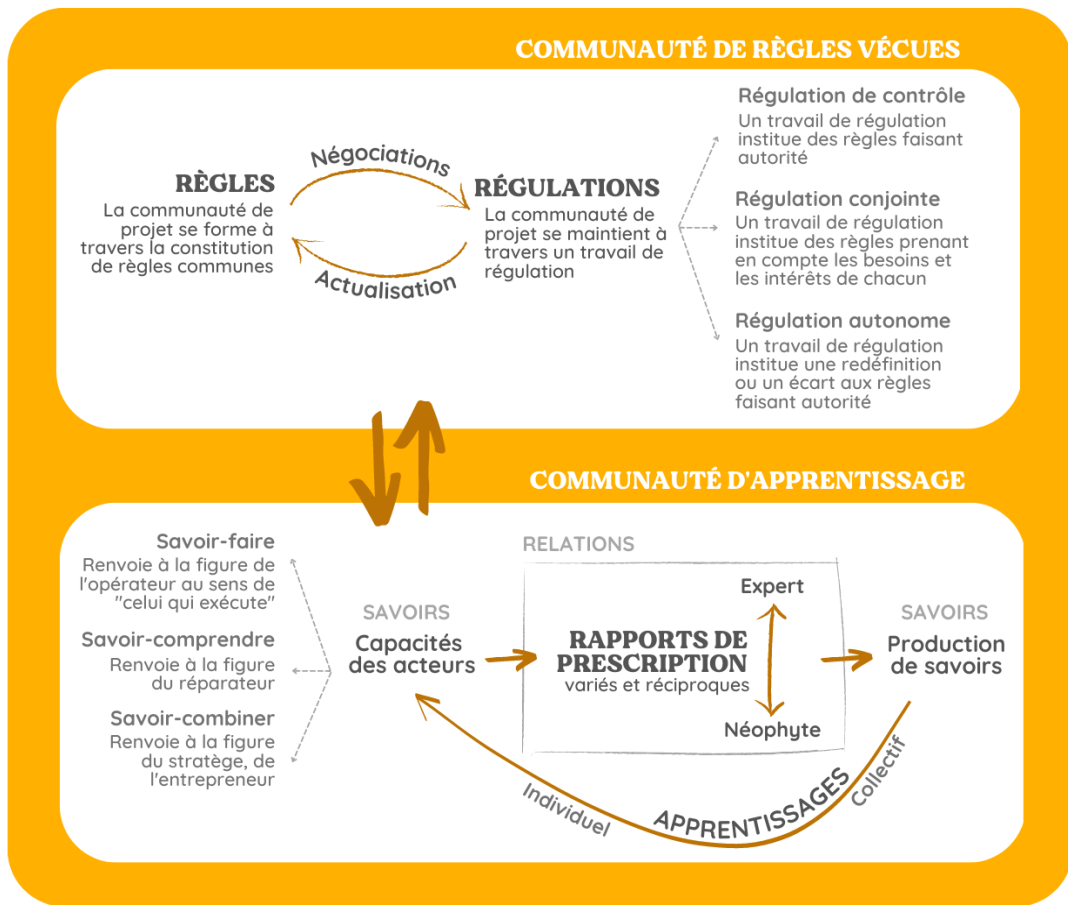 COMMUNAUTÉ DE RÈGLES VÉCUES
Négociations
RÈGLES
La communauté de
projet se forme à
travers la constitution
de règles communes
Actualisation
RÉGULATIONS
La communauté de
projet se maintient à
travers un travail de
régulation
Régulation de contrôle
Un travail de régulation
institue des règles faisant
autorité
Régulation conjointe
Un travail de régulation
institue des règles prenant
en compte les besoins et
les intérêts de chacun
Régulation autonome
Un travail de régulation
institue une redéfinition
ou un écart aux règles
faisant autorité
COMMUNAUTÉ D'APPRENTISSAGE
Savoir-faire
Renvoie à la figure de
l'opérateur au sens de
"celui qui exécute"
Savoir-comprendre
Renvoie à la figure
du réparateur
Savoir-combiner
Renvoie à la figure
du stratège, de
l'entrepreneur
SAVOIRS
Capacités
des acteurs
RELATIONS
RAPPORTS DE
PRESCRIPTION
variés et réciproques
Expert
Néophyte
SAVOIRS
Production
de savoirs
Individuel
APPRENTISSAGES
Collectif